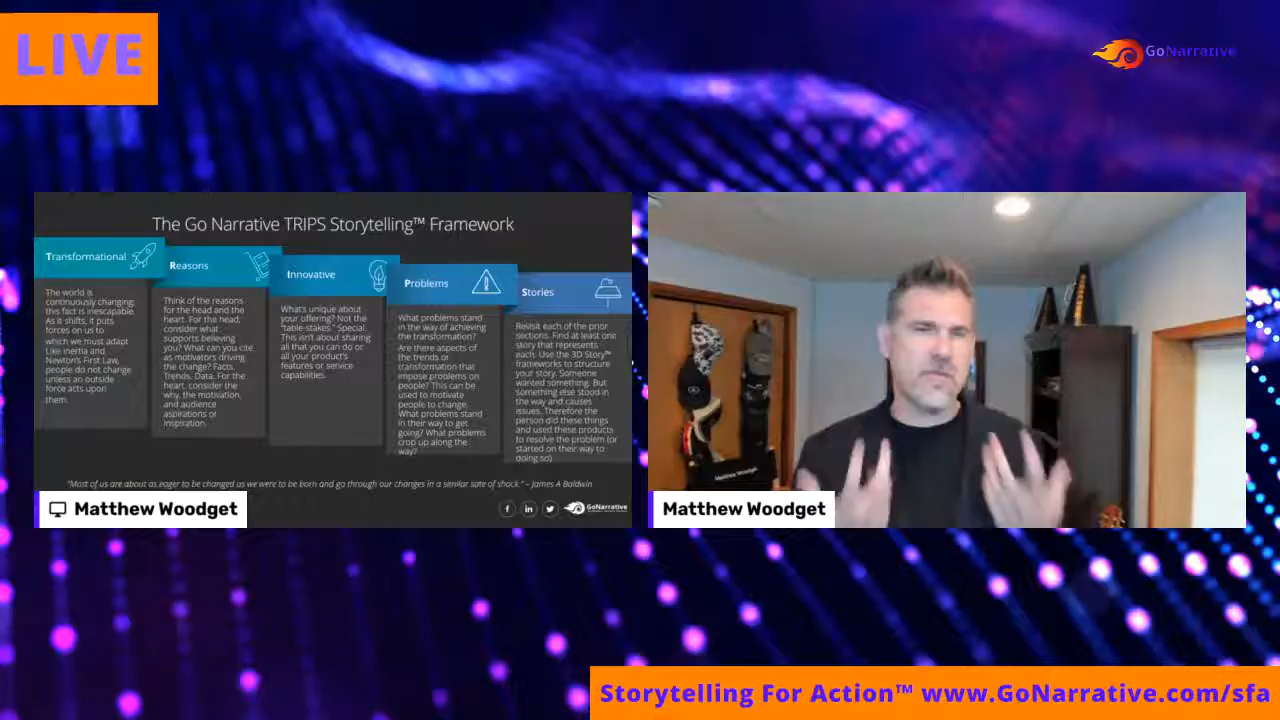 LIVE
GoNarrative
The Go Narrative TRIPS Storytelling™ Framework
Transformational
The world is
continuously changing;
this fact is inescapable.
As it shifts, it puts
forces on us to
which we must adapt
Like inertia and
Newton's First Law,
people do not change
unless an outside
force acts upon
them.
Reasons
Think of the reasons
for the head and the
heart. For the head,
consider what
supports believing
you? What can you cite
as motivators driving
the change? Facts,
Trends, Data. For the
heart, consider the
why, the motivation,
and audience
aspirations or
inspiration.
Innovative
What's unique about
your offering? Not the
"table-stakes." Special.
This isn't about sharing
all that you can do or
all your product's
features or service
capabilities.
Problems
What problems stand
in the way of achieving
the transformation?
Are there aspects of
the trends or
transformation that
impose problems on
people? This can be
used to motivate
people to change.
What problems stand
in their way to get
going? What problems
crop up along the
way?
Stories
Revisit each of the prior
sections. Find at least one
story that represents
each. Use the 3D Story™
frameworks to structure
your story. Someone
wanted something. But
something else stood in
the way and causes
issues. Therefore the
person did these things
and used these products
to resolve the problem (or
started on their way to
doing so)
"Most of us are about as eager to be changed as we were to be born and go through our changes in a similar sate of shock." – James A Baldwin
GoNarrative
Matthew Woodget
Matthew Woodget
Matthew Woodget
Storytelling For Action™ www.GoNarrative.com/sfa